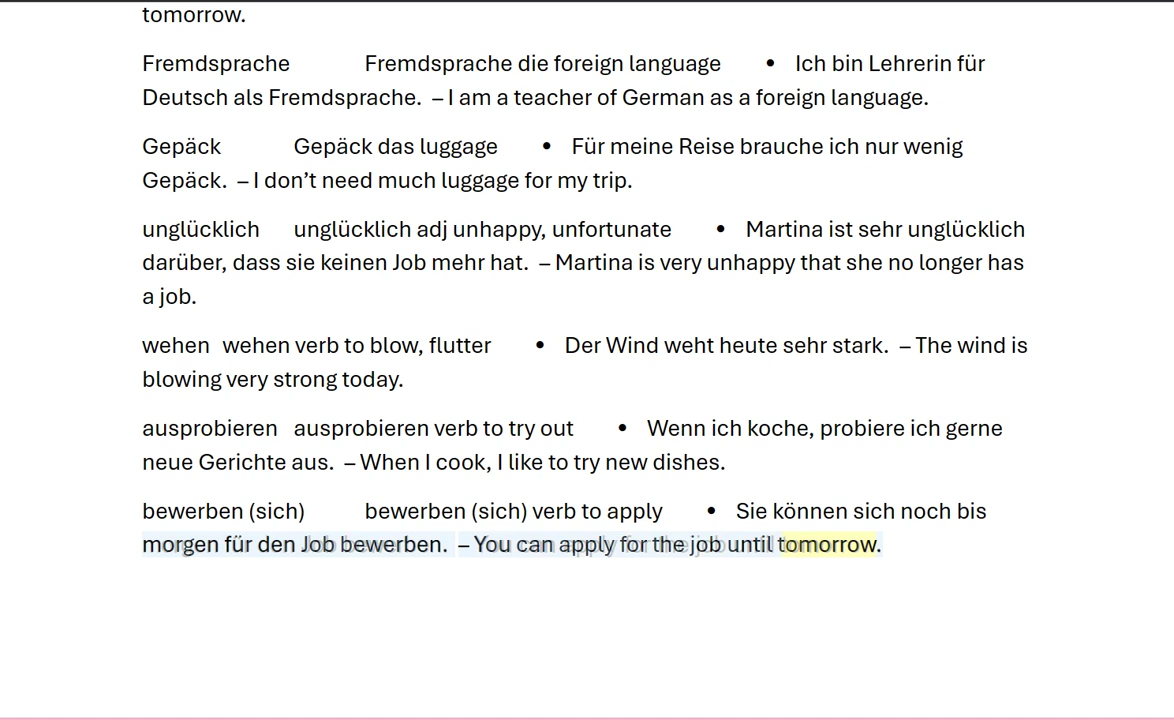 tomorrow.
Fremdsprache Fremdsprache die foreign language • Ich bin Lehrerin für
Deutsch als Fremdsprache. – I am a teacher of German as a foreign language.
Gepäck Gepäck das luggage • Für meine Reise brauche ich nur wenig
Gepäck. – I don’t need much luggage for my trip.
unglücklich unglücklich adj unhappy, unfortunate • Martina ist sehr unglücklich
darüber, dass sie keinen Job mehr hat. – Martina is very unhappy that she no longer has
a job.
wehen wehen verb to blow, flutter • Der Wind weht heute sehr stark. – The wind is
blowing very strong today.
ausprobieren ausprobieren verb to try out • Wenn ich koche, probiere ich gerne
neue Gerichte aus. – When I cook, I like to try new dishes.
bewerben (sich) bewerben (sich) verb to apply • Sie können sich noch bis
morgen für den Job bewerben. – You can apply for the job until tomorrow.